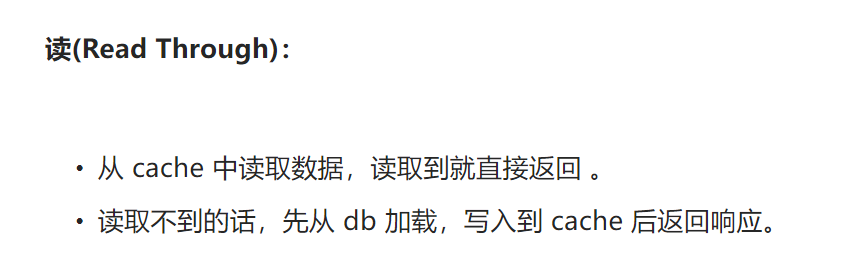 读(Read Through)：
• 从 cache 中读取数据，读取到就直接返回 。
• 读取不到的话，先从 db 加载，写入到 cache 后返回响应。